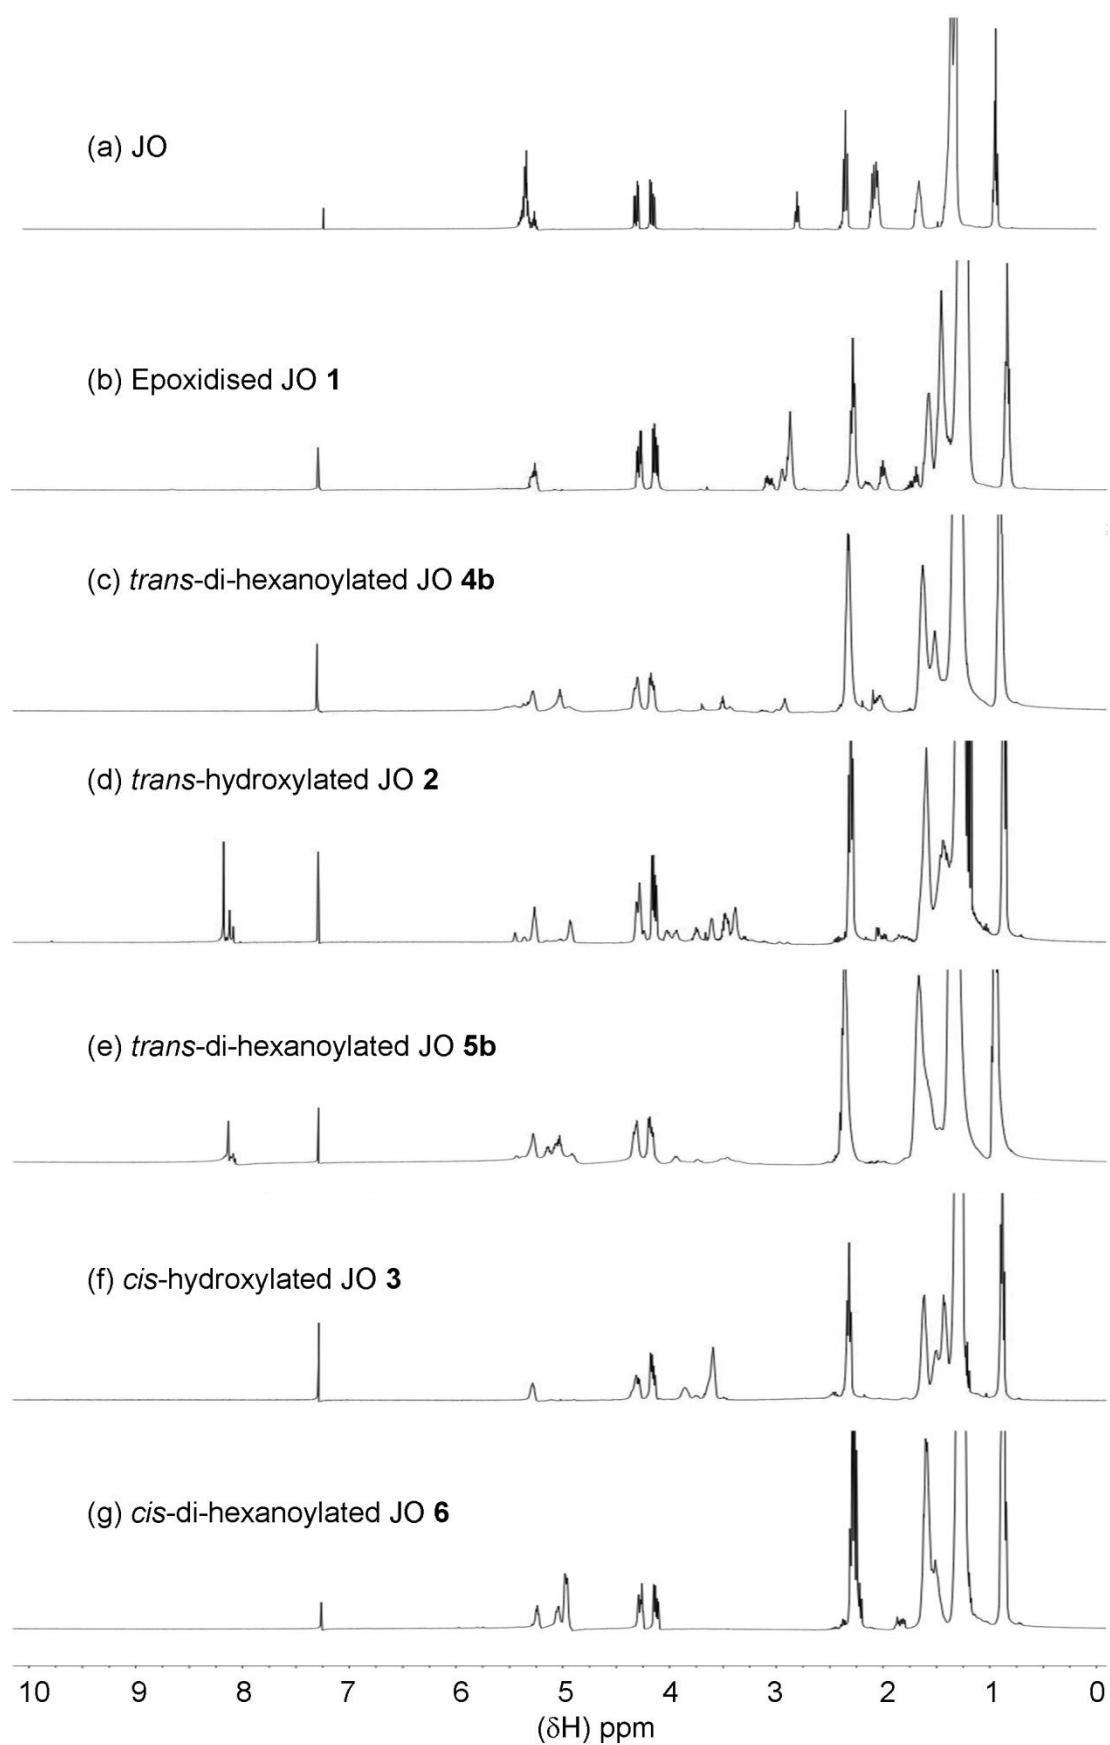 (a) JO
(b) Epoxidised JO 1
(c) trans-di-hexanoylated JO 4b
(d) trans-hydroxylated JO 2
(e) trans-di-hexanoylated JO 5b
(f) cis-hydroxylated JO 3
(g) cis-di-hexanoylated JO 6
10 9 8 7 6 5 4 3 2 1 0
(δH) ppm